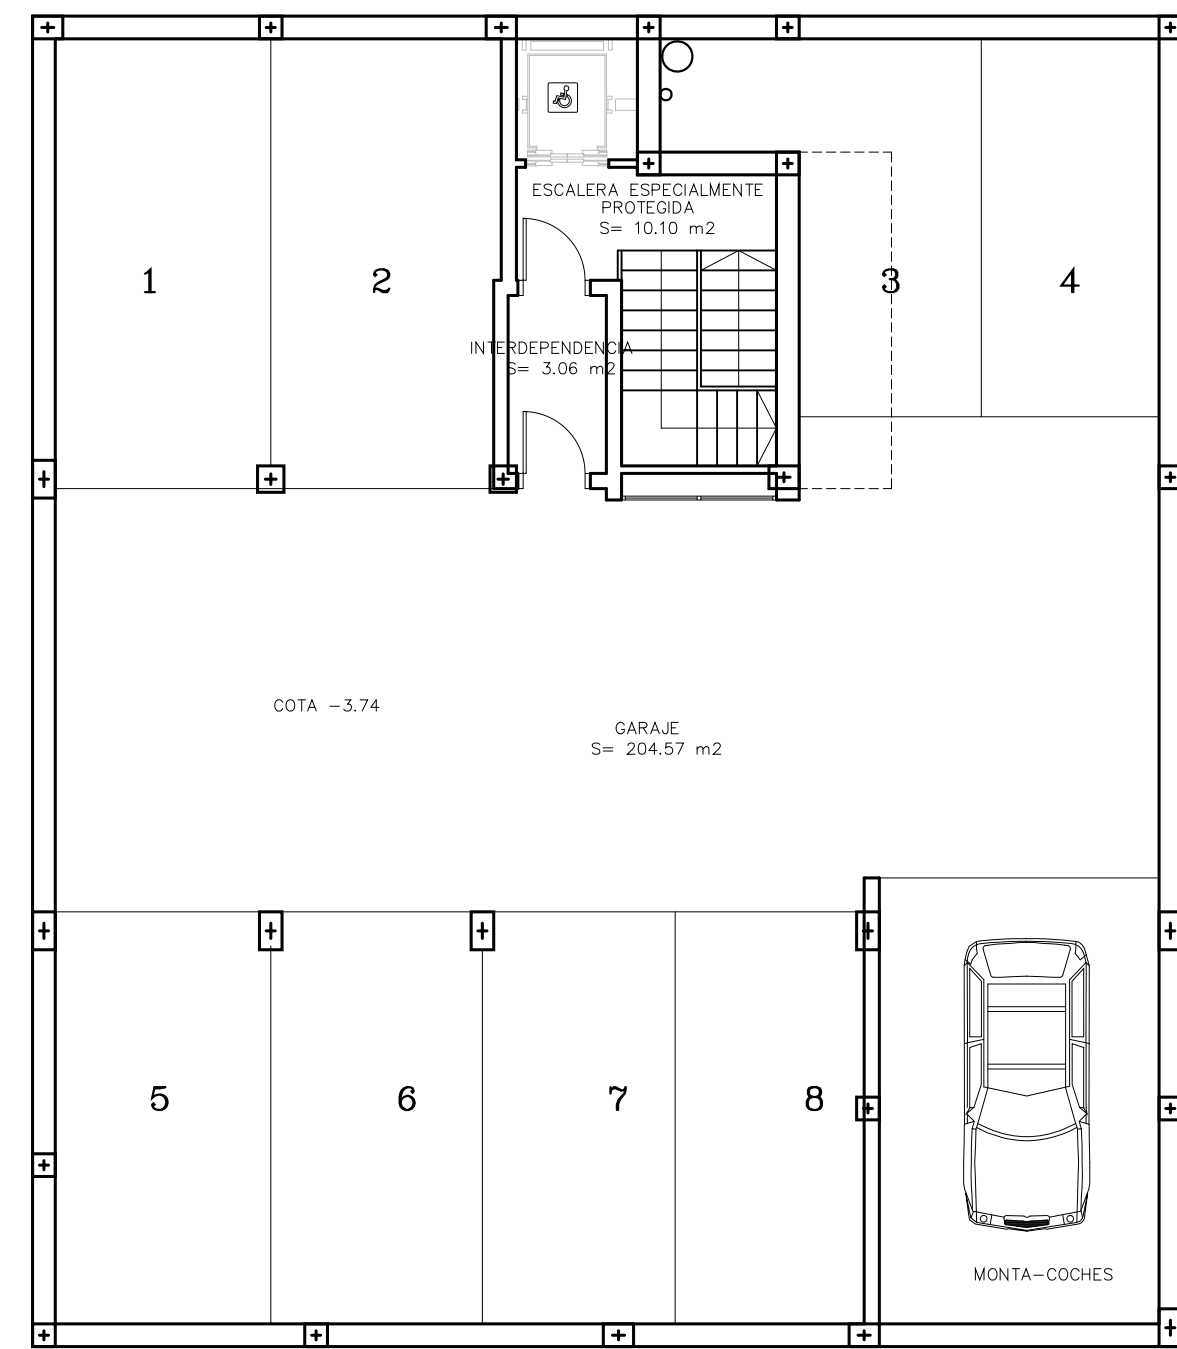 ESCALERA ESPECIALMENTE
PROTEGIDA
S= 10.10 m2
1
2
3
4
INTERDEPENDENCIA
S= 3.06 m2
COTA -3.74
GARAJE
S= 204.57 m2
5
6
7
8
MONTA-COCHES